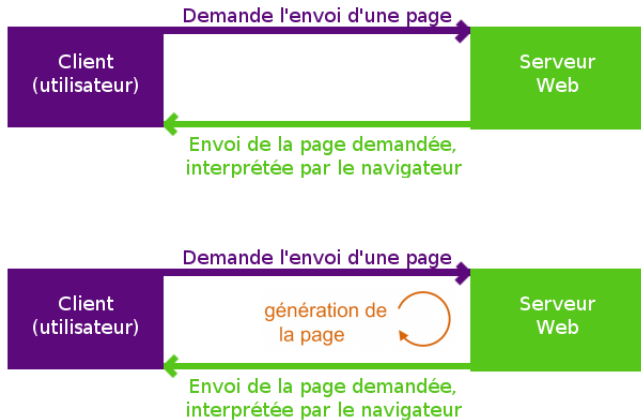 Demande l'envoi d'une page
Client
(utilisateur)
Serveur
Web
Envoi de la page demandée,
interprétée par le navigateur
Demande l'envoi d'une page
Client
(utilisateur)
génération de
la page
Serveur
Web
Envoi de la page demandée,
interprétée par le navigateur